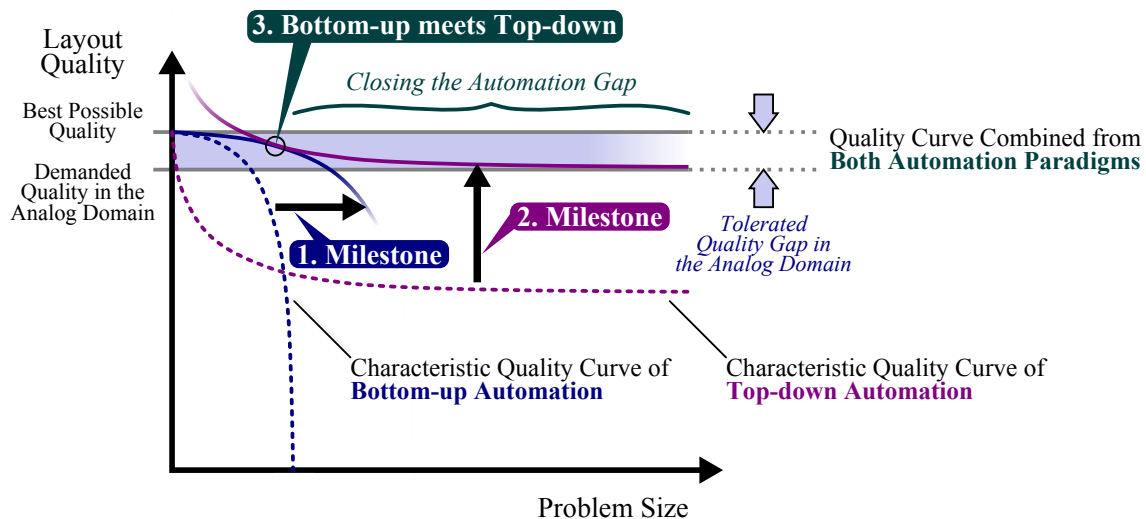 3. Bottom-up meets Top-down
Layout
Quality
Closing the Automation Gap
Best Possible
Quality
Quality Curve Combined from
Both Automation Paradigms
Demanded
Quality in the
Analog Domain
2. Milestone
Tolerated
Quality Gap in
the Analog Domain
1. Milestone
Characteristic Quality Curve of
Bottom-up Automation
Characteristic Quality Curve of
Top-down Automation
Problem Size